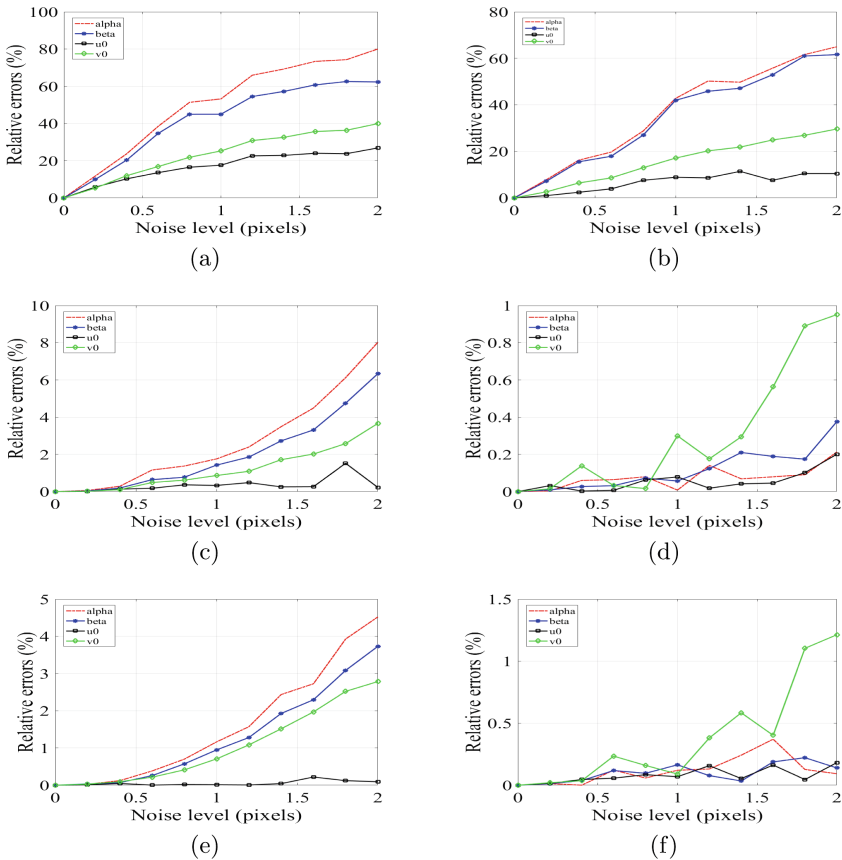 Relative errors (%)
100
80
60
40
20
0
alpha
beta
u0
v0
0 0.5 1 1.5 2
Noise level (pixels)
(a)
Relative errors (%)
80
60
40
20
0
alpha
beta
u0
v0
0 0.5 1 1.5 2
Noise level (pixels)
(b)
Relative errors (%)
10
8
6
4
2
0
alpha
beta
u0
v0
0 0.5 1 1.5 2
Noise level (pixels)
(c)
Relative errors (%)
1
0.8
0.6
0.4
0.2
0
alpha
beta
u0
v0
0 0.5 1 1.5 2
Noise level (pixels)
(d)
Relative errors (%)
5
4
3
2
1
0
alpha
beta
u0
v0
0 0.5 1 1.5 2
Noise level (pixels)
(e)
Relative errors (%)
1.5
1
0.5
0
alpha
beta
u0
v0
0 0.5 1 1.5 2
Noise level (pixels)
(f)